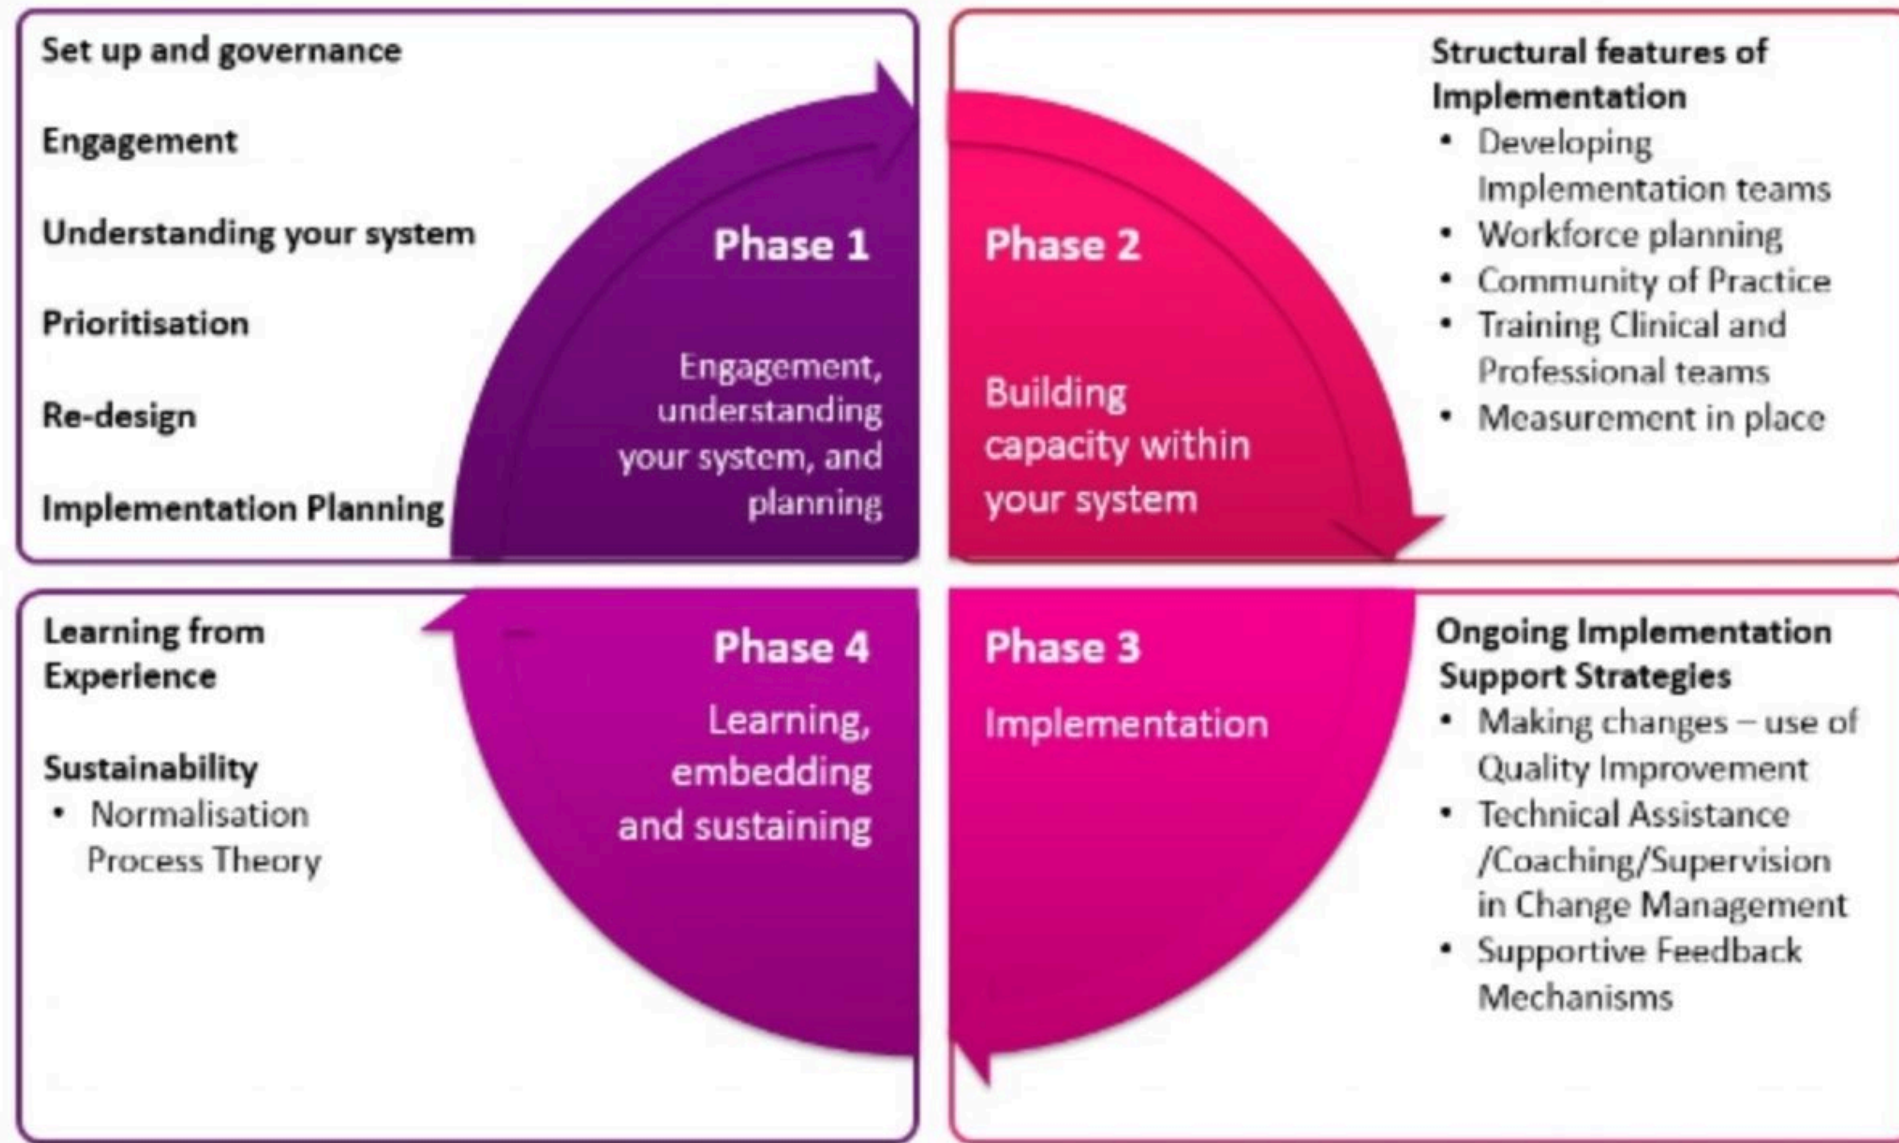 Set up and governance
Engagement
Understanding your system
Prioritisation
Re-design
Implementation Planning
Phase 1
Engagement,
understanding
your system, and
planning
Phase 2
Building
capacity within
your system
Structural features of
Implementation
• Developing
Implementation teams
• Workforce planning
• Community of Practice
• Training Clinical and
Professional teams
• Measurement in place
Learning from
Experience
Sustainability
• Normalisation
Process Theory
Phase 4
Learning,
embedding
and sustaining
Phase 3
Implementation
Ongoing Implementation
Support Strategies
• Making changes – use of
Quality Improvement
• Technical Assistance
/Coaching/Supervision
in Change Management
• Supportive Feedback
Mechanisms